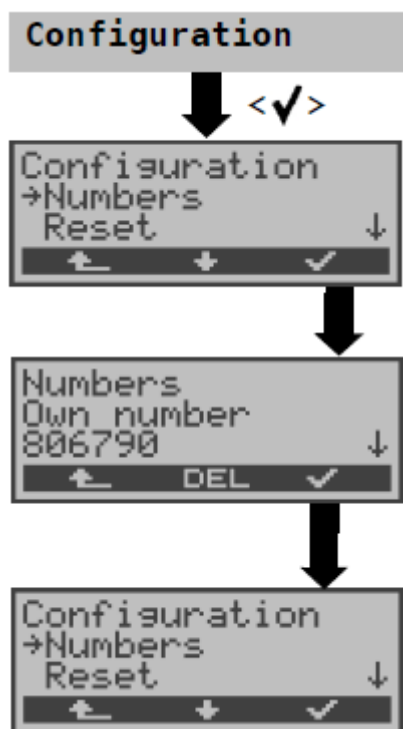 Configuration
<✓>
Configuration
→Numbers
Reset ↓
Numbers
Own number
806790 ↓
DEL ✓
Configuration
→Numbers
Reset ↓